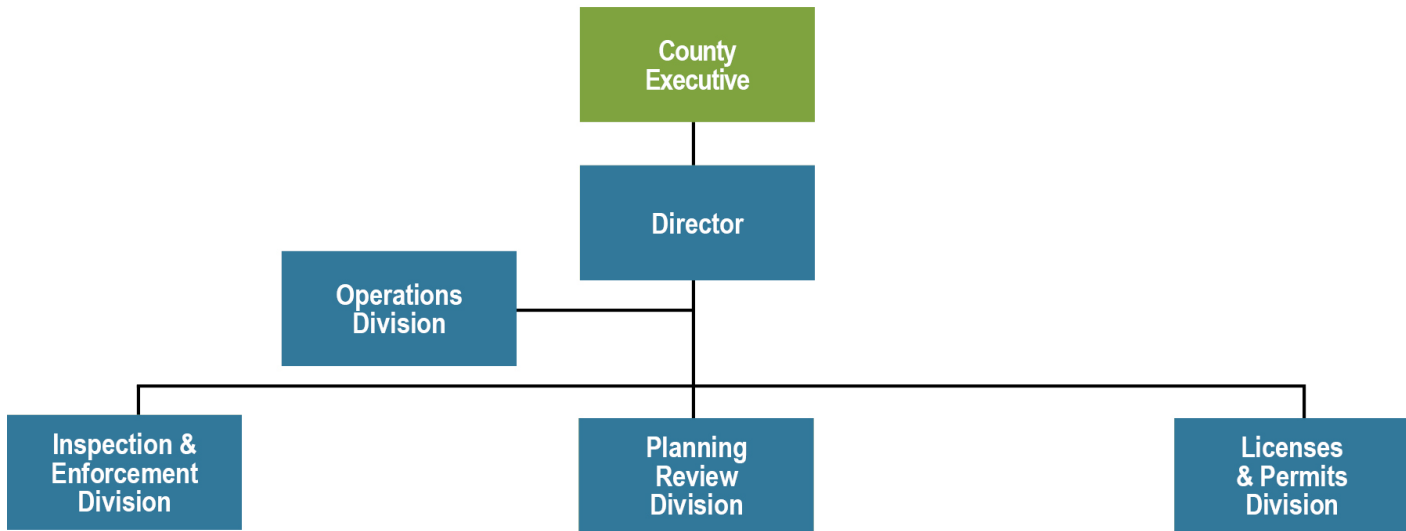 County
Executive
Director
Operations
Division
Inspection &
Enforcement
Division
Planning
Review
Division
Licenses
& Permits
Division